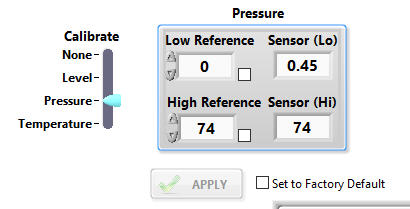 Pressure
Calibrate
None
Level
Pressure
Temperature
Low Reference Sensor (Lo)
0 0.45
High Reference Sensor (Hi)
74 74
APPLY Set to Factory Default